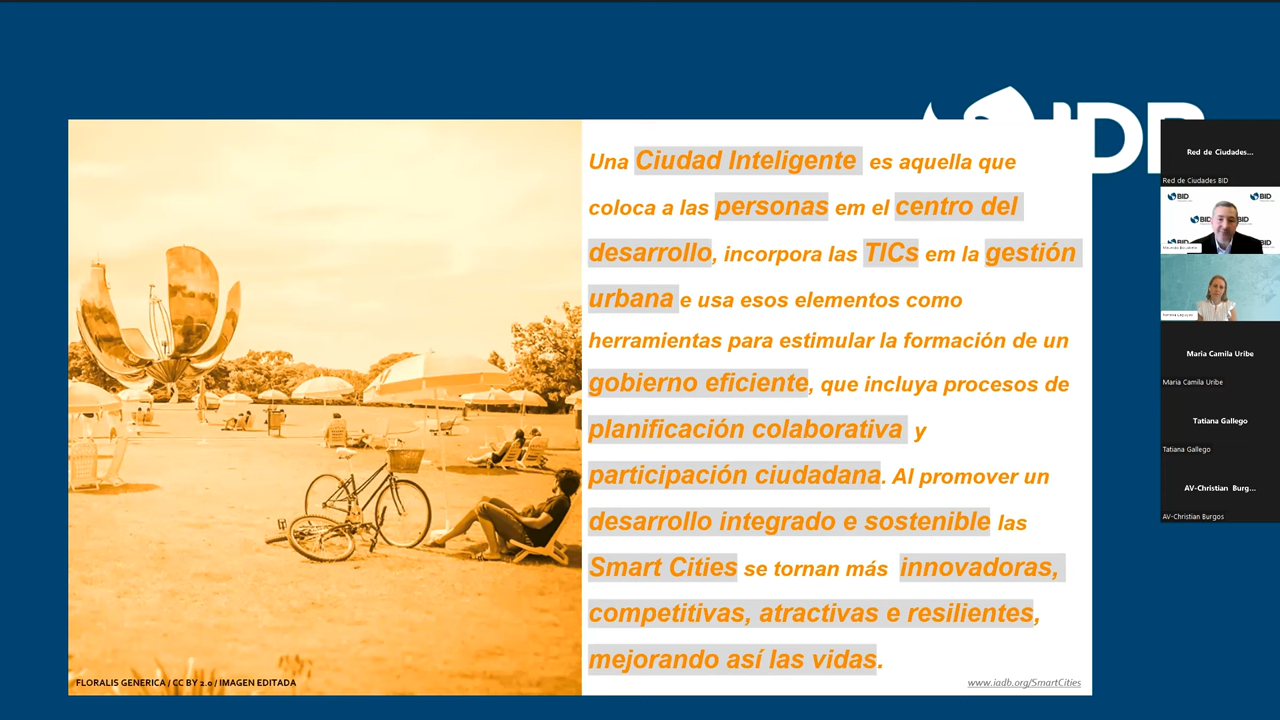 IDB
Una Ciudad Inteligente es aquella que
coloca a las personas em el centro del
desarrollo, incorpora las TICs em la gestión
urbana e usa esos elementos como
herramientas para estimular la formación de un
gobierno eficiente, que incluya procesos de
planificación colaborativa y
participación ciudadana. Al promover un
desarrollo integrado e sostenible las
Smart Cities se tornan más innovadoras,
competitivas, atractivas e resilientes,
mejorando así las vidas.
FLORALIS GENERICA / CC BY 2.0 / IMAGEN EDITADA
www.iadb.org/SmartCities
Red de Ciudades...
Red de Ciudades BID
BID
BID
BID
BID
BID
BID
Maria Camila Uribe
Maria Camila Uribe
Tatiana Gallego
Tatiana Gallego
AV-Christian Burg...
AV-Christian Burgos